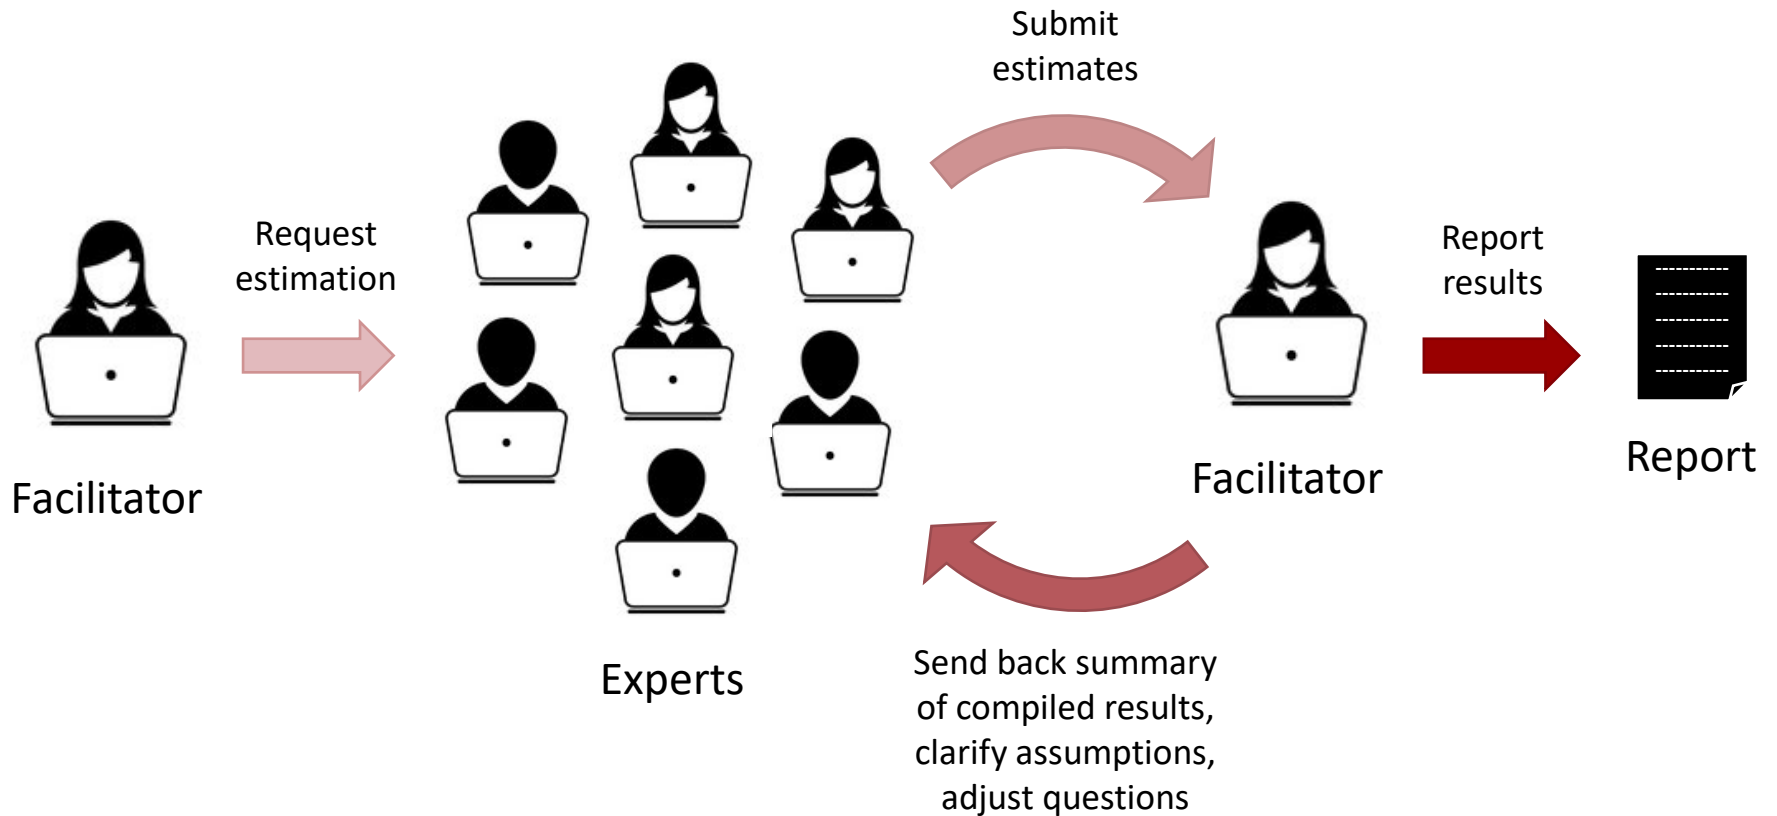 Facilitator
Request
estimation
Experts
Submit
estimates
Send back summary
of compiled results,
clarify assumptions,
adjust questions
Facilitator
Report
results
Report